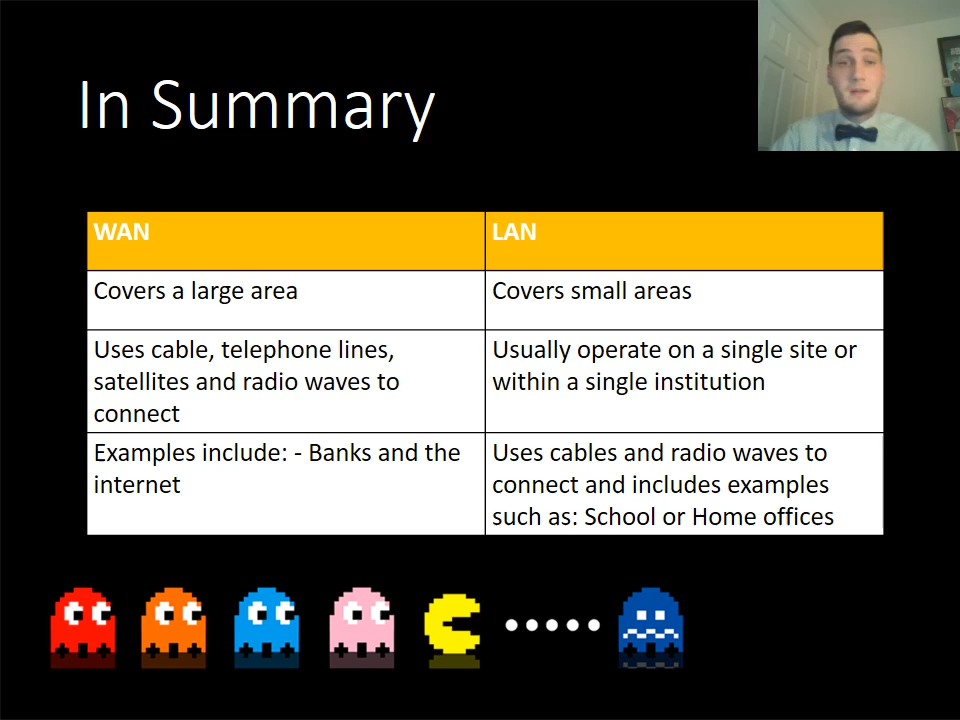 In Summary
WAN
LAN
Covers a large area
Covers small areas
Uses cable, telephone lines,
satellites and radio waves to
connect
Usually operate on a single site or
within a single institution
Examples include: - Banks and the
internet
Uses cables and radio waves to
connect and includes examples
such as: School or Home offices